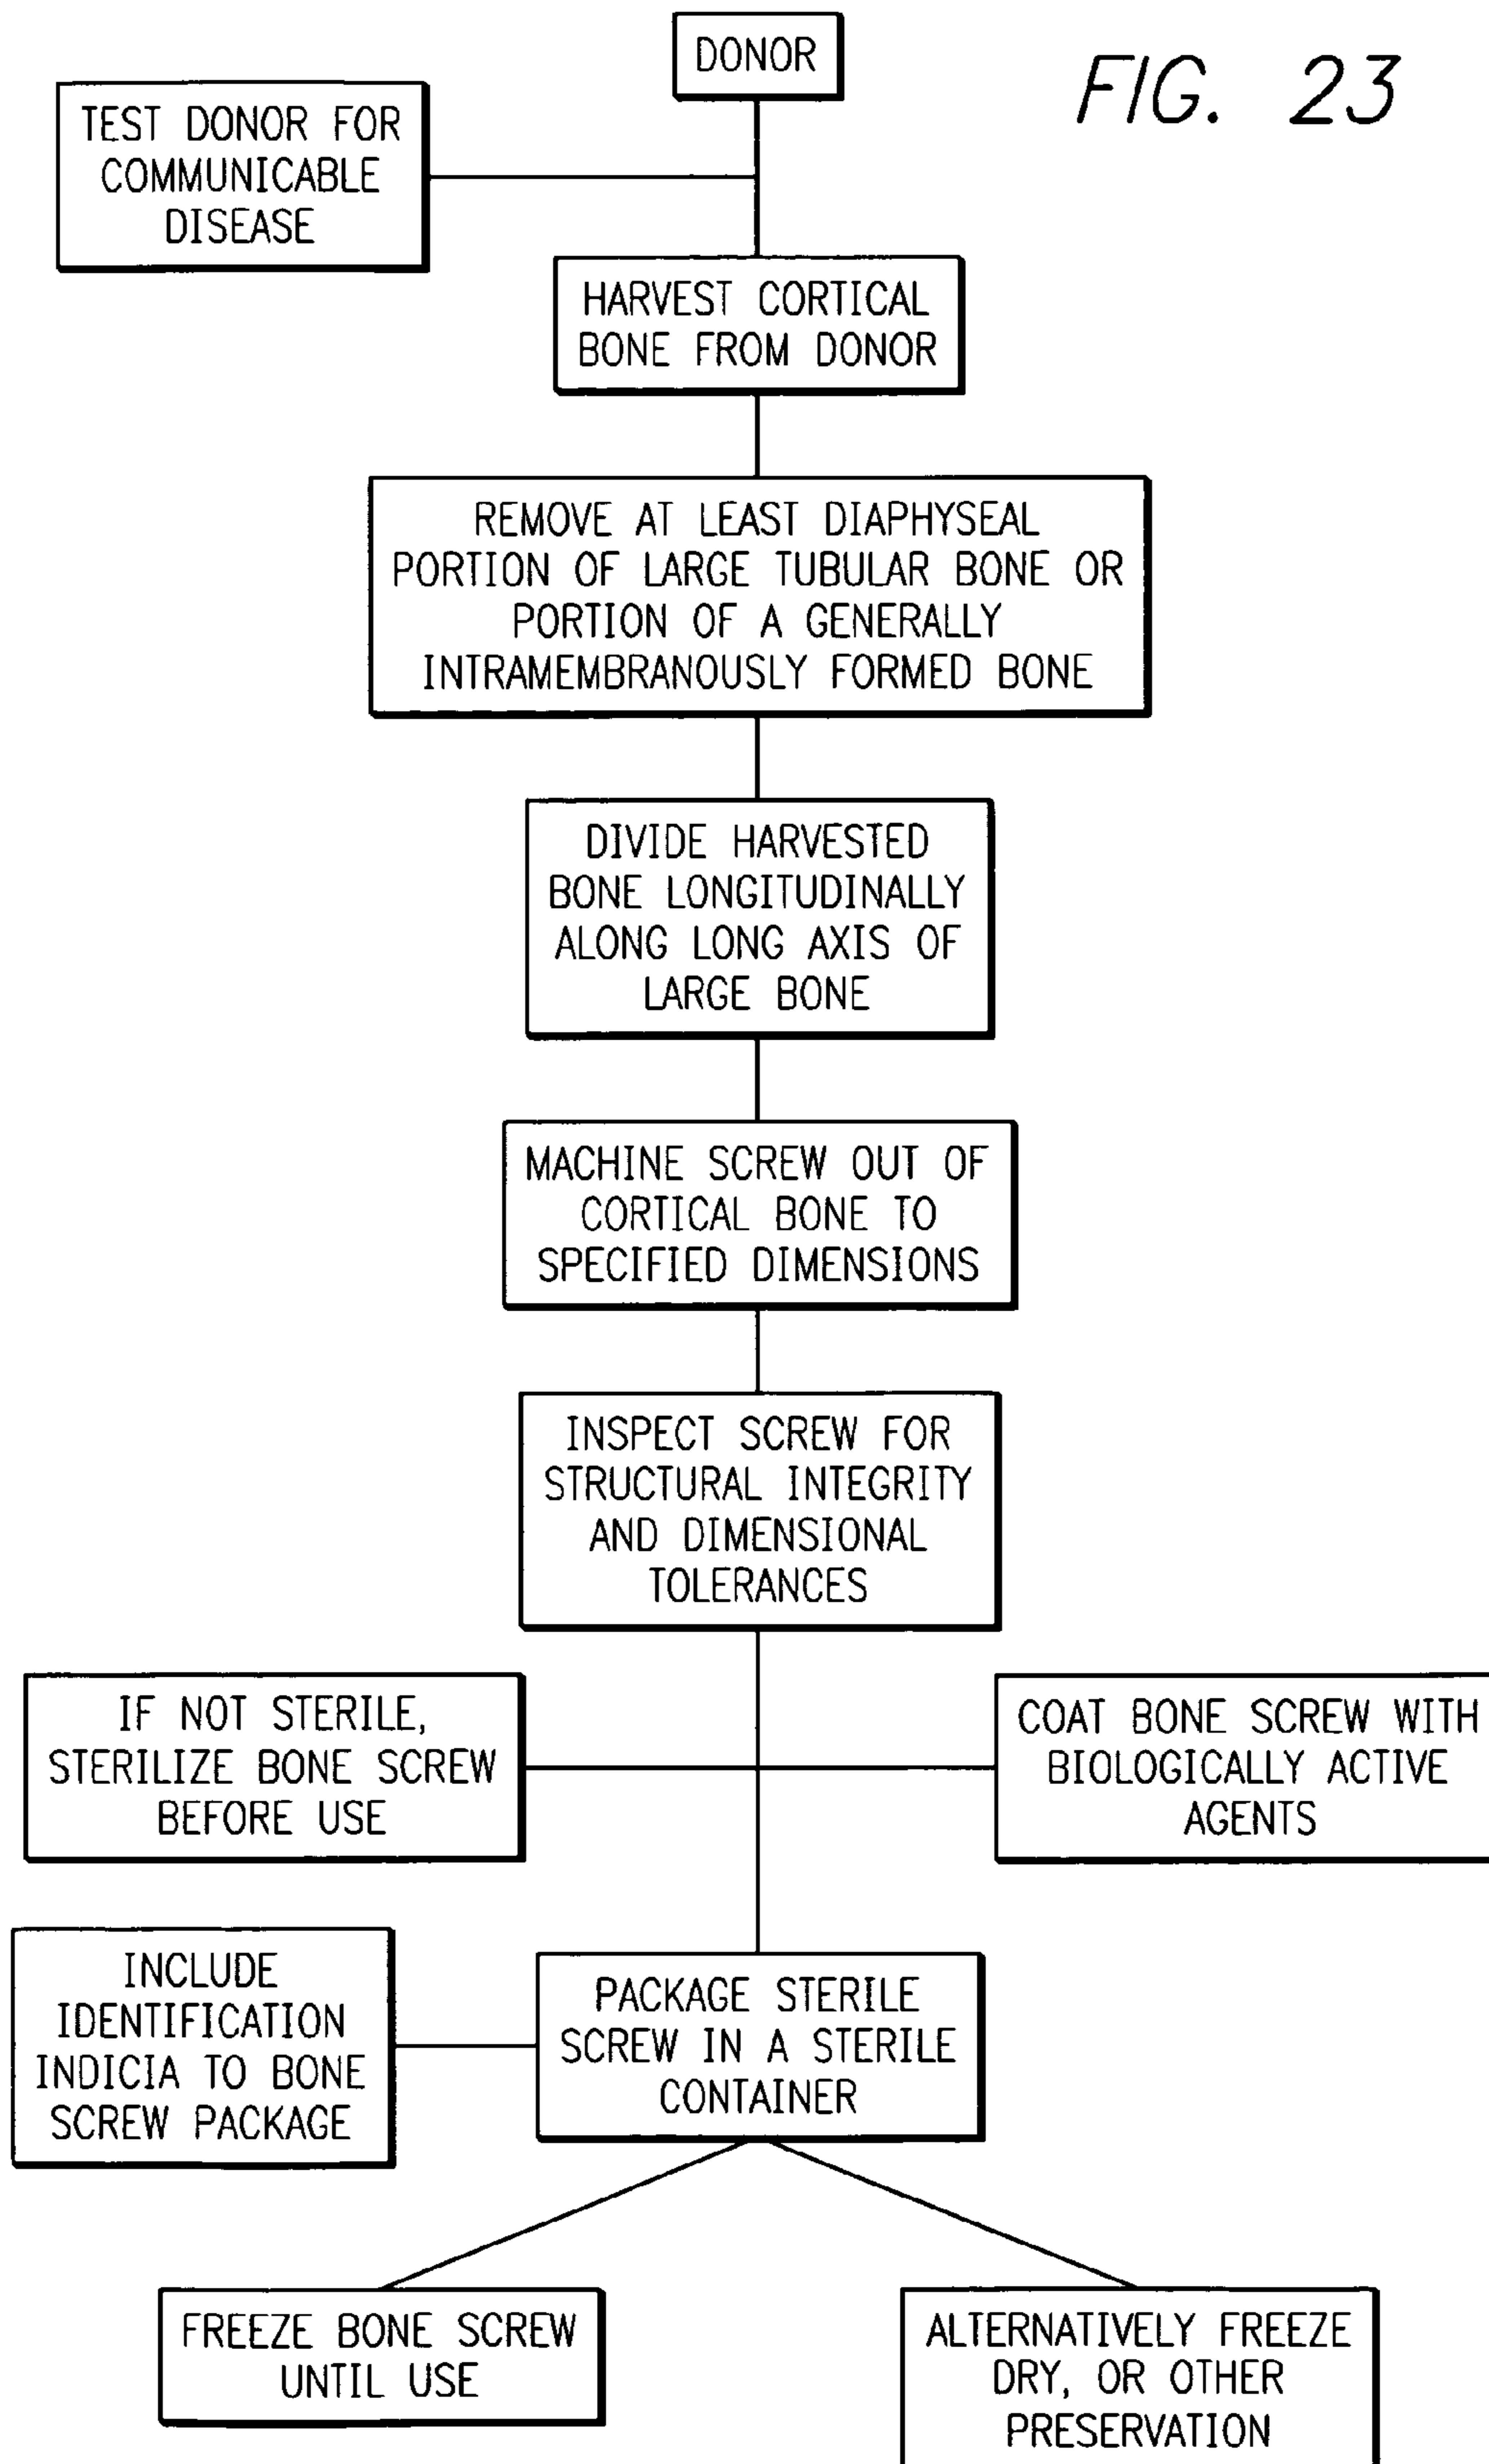 DONOR
FIG. 23
TEST DONOR FOR
COMMUNICABLE
DISEASE
HARVEST CORTICAL
BONE FROM DONOR
REMOVE AT LEAST DIAPHYSEAL
PORTION OF LARGE TUBULAR BONE OR
PORTION OF A GENERALLY
INTRAMEMBRANOUSLY FORMED BONE
DIVIDE HARVESTED
BONE LONGITUDINALLY
ALONG LONG AXIS OF
LARGE BONE
MACHINE SCREW OUT OF
CORTICAL BONE TO
SPECIFIED DIMENSIONS
INSPECT SCREW FOR
STRUCTURAL INTEGRITY
AND DIMENSIONAL
TOLERANCES
IF NOT STERILE,
STERILIZE BONE SCREW
BEFORE USE
COAT BONE SCREW WITH
BIOLOGICALLY ACTIVE
AGENTS
INCLUDE
IDENTIFICATION
INDICIA TO BONE
SCREW PACKAGE
PACKAGE STERILE
SCREW IN A STERILE
CONTAINER
FREEZE BONE SCREW
UNTIL USE
ALTERNATIVELY FREEZE
DRY, OR OTHER
PRESERVATION